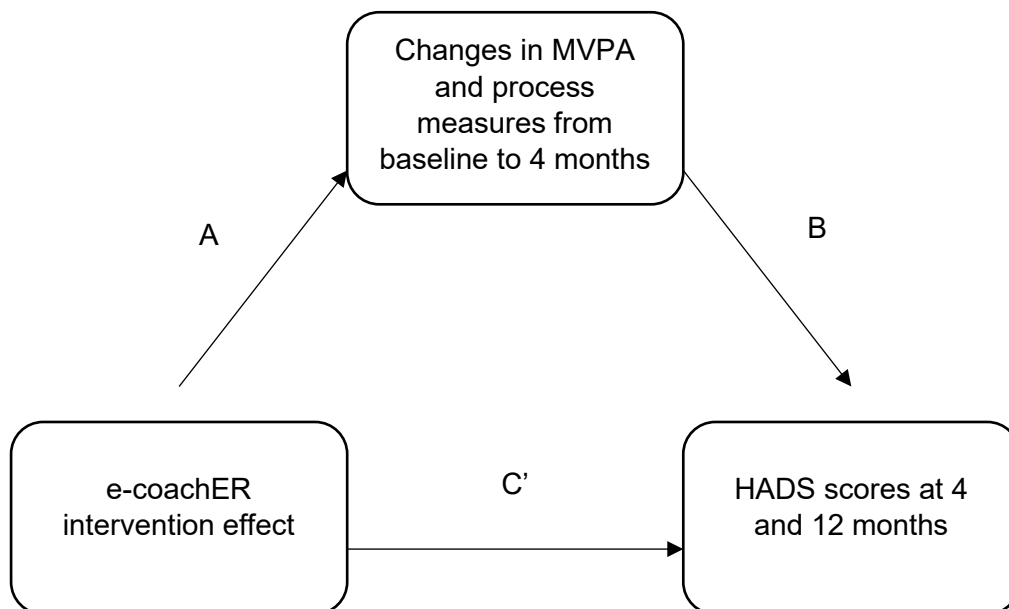 Changes in MVPA
and process
measures from
baseline to 4 months
A
B
e-coachER
intervention effect
C’
HADS scores at 4
and 12 months